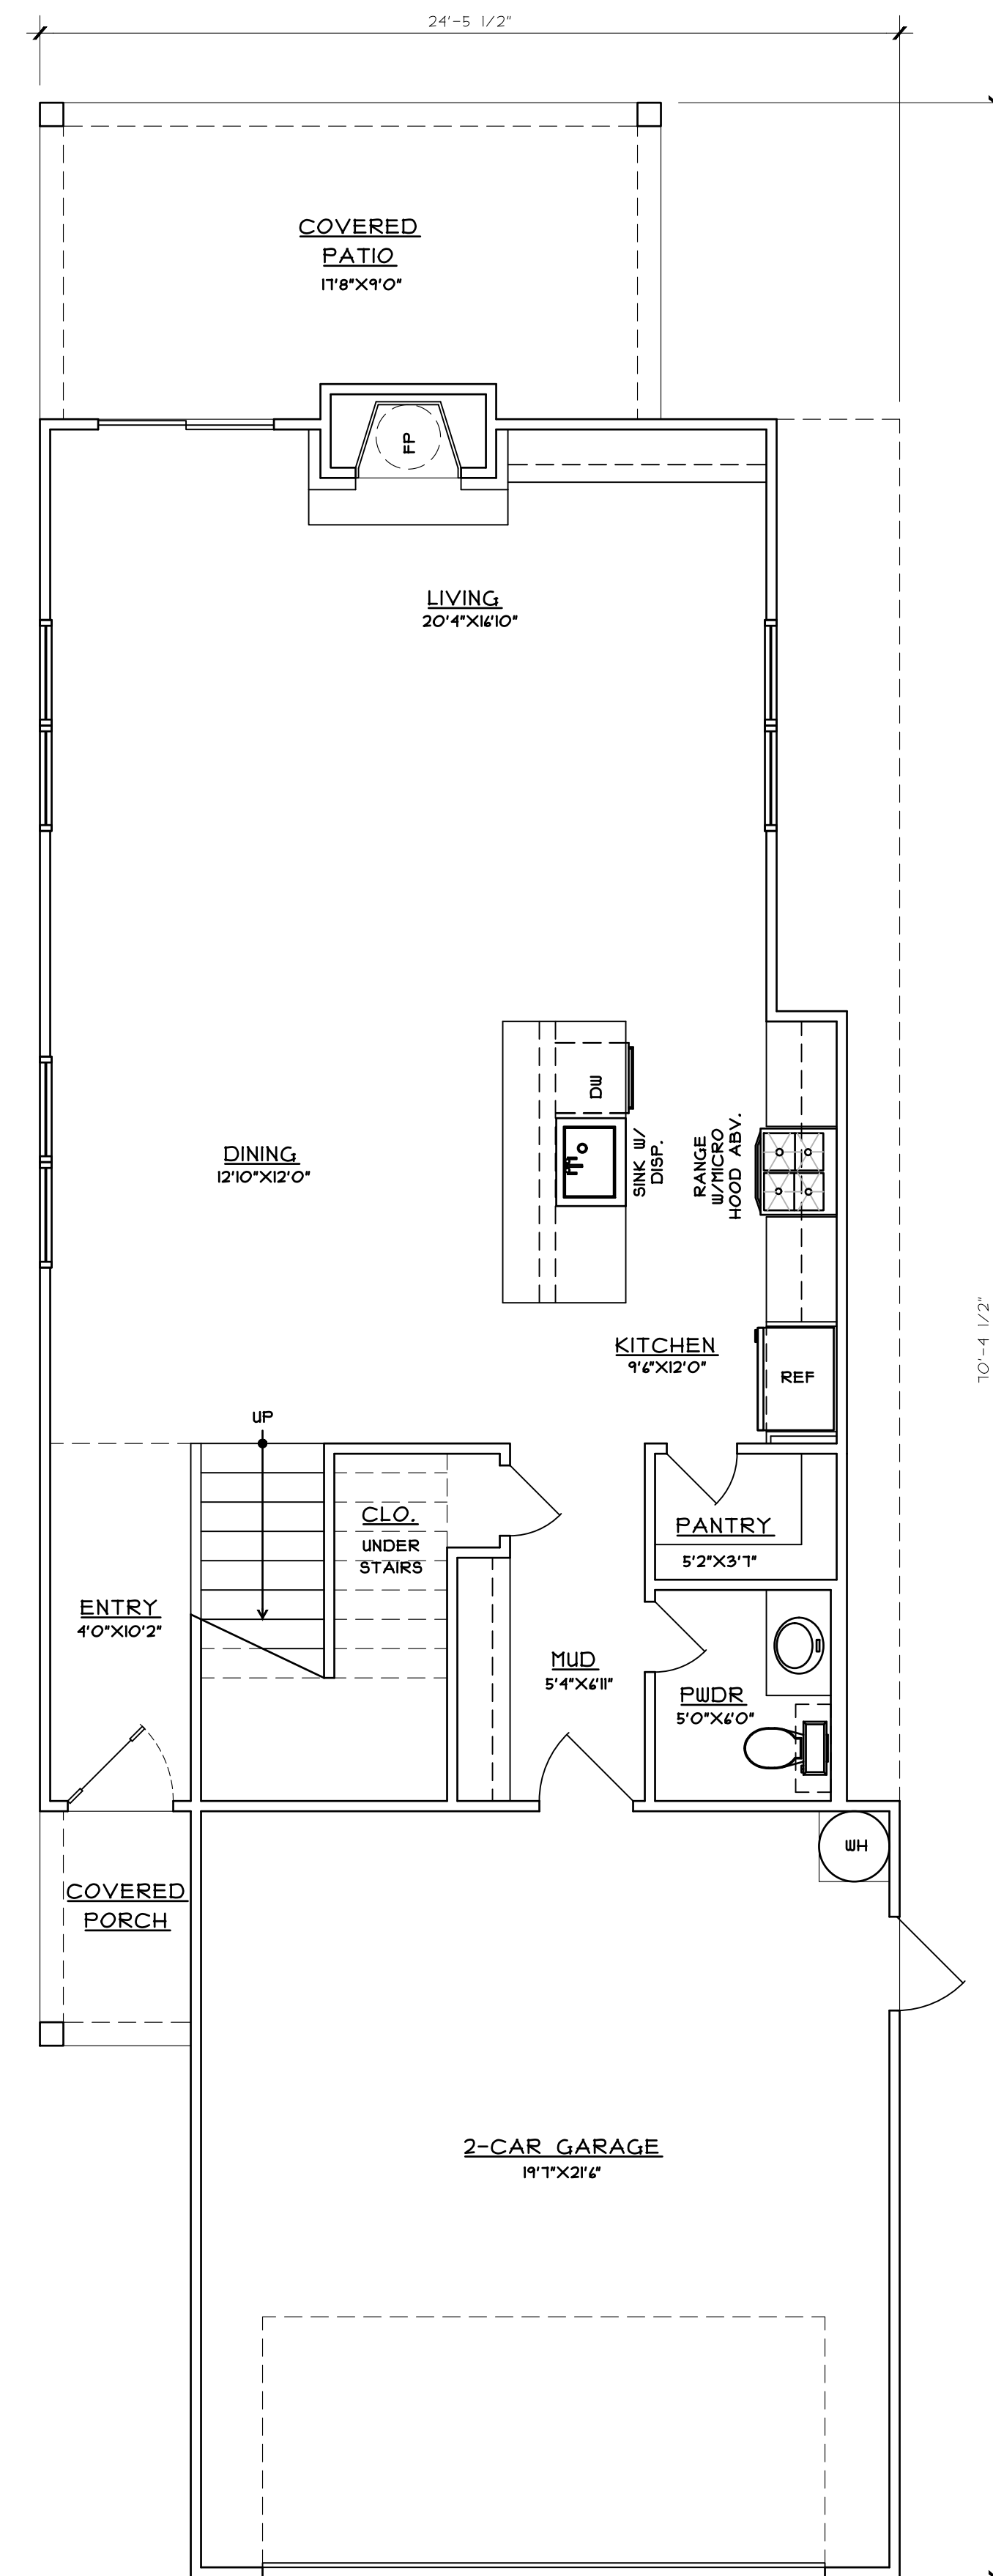 24'-5 1/2"
COVERED
PATIO
17'8"X9'0"
FP
LIVING
20'4"X16'10"
DW
SINK W/
DISP.
RANGE
W/MICRO
HOOD ABV.
DINING
12'10"X12'0"
70'-4 1/2"
KITCHEN
9'6"X12'0"
REF
UP
CLO.
UNDER
STAIRS
PANTRY
5'2"X3'7"
ENTRY
4'0"X10'2"
MUD
5'4"X6'11"
PWDR
5'0"X6'0"
WH
COVERED
PORCH
2-CAR GARAGE
19'7"X21'6"